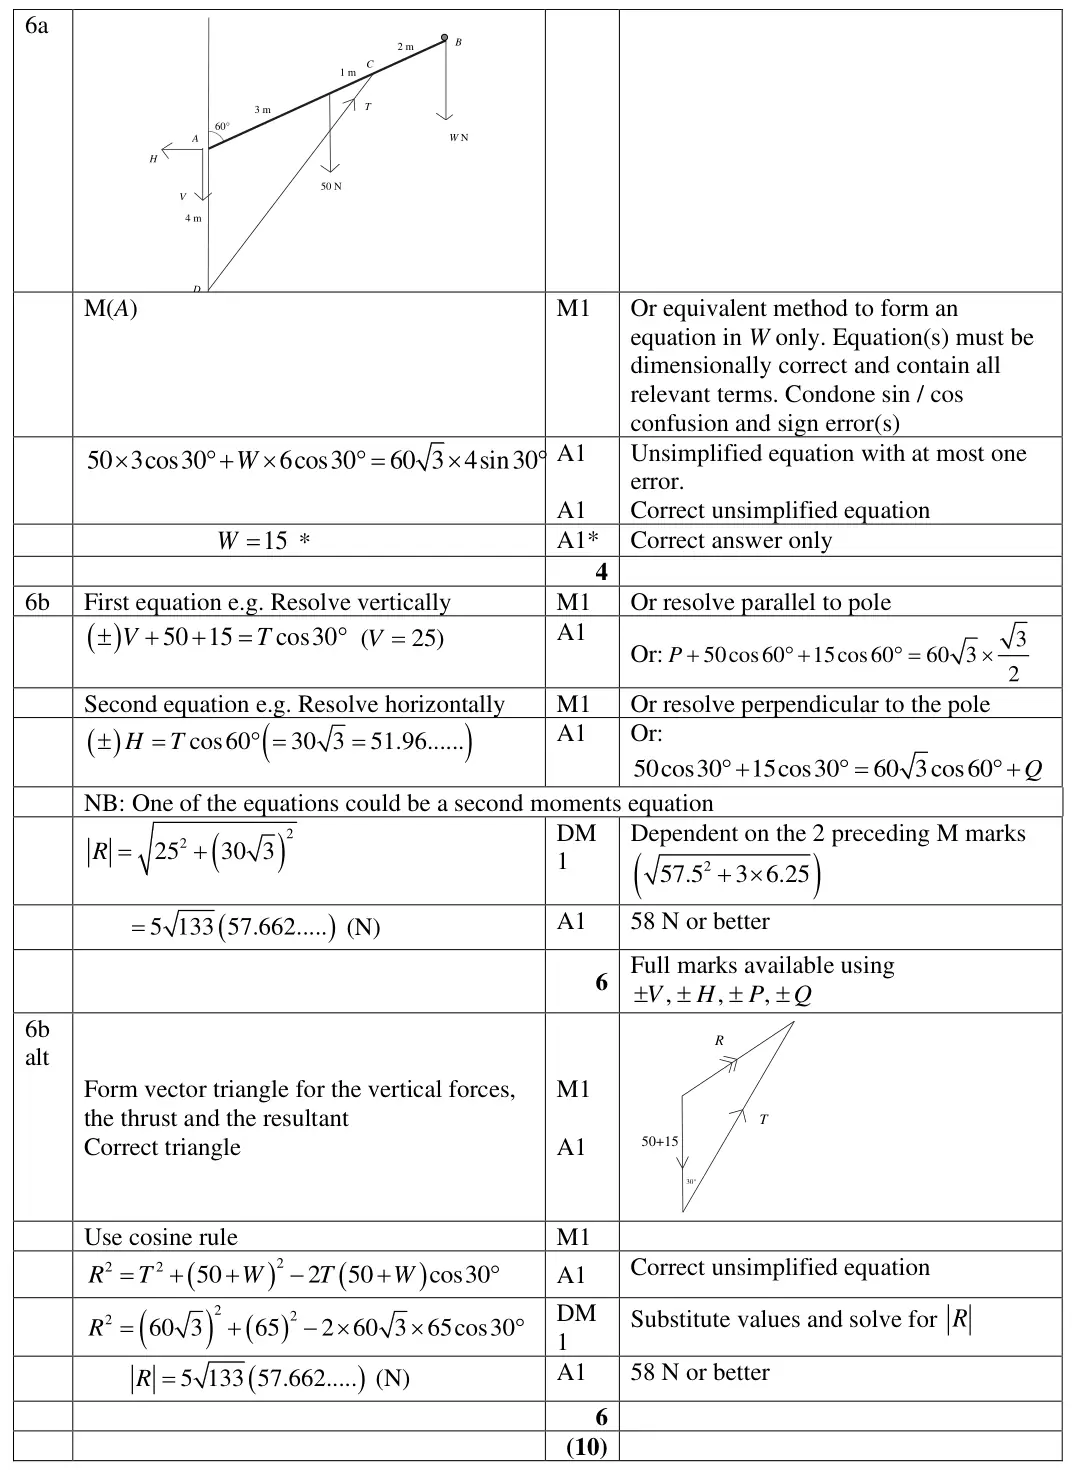 6a
2 m
B
C
1 m
3 m
T
60°
A
W N
H
50 N
V
4 m
D
M(A)
M1
Or equivalent method to form an
equation in W only. Equation(s) must be
dimensionally correct and contain all
relevant terms. Condone sin / cos
confusion and sign error(s)
50×3cos30°+W×6cos30°=60√3×4sin30°
A1
Unsimplified equation with at most one
error.
A1
Correct unsimplified equation
W =15 *
A1*
Correct answer only
4
6b
First equation e.g. Resolve vertically
M1
Or resolve parallel to pole
(±)V +50+15 = T cos30° (V = 25)
A1
Or: P+50cos60°+15cos60° = 60√3×√3/2
Second equation e.g. Resolve horizontally
M1
Or resolve perpendicular to the pole
(±)H = T cos60°(=30√3 = 51.96......)
A1
Or:
50cos30°+15cos30° = 60√3cos60°+Q
NB: One of the equations could be a second moments equation
|R| = √(25²+(30√3)²)
DM
1
Dependent on the 2 preceding M marks
(√(57.5²+3×6.25))
=5√133(57.662.....) (N)
A1
58 N or better
6
Full marks available using
±V,±H,±P,±Q
6b
alt
Form vector triangle for the vertical forces,
the thrust and the resultant
Correct triangle
M1
A1
R
T
50+15
30°
Use cosine rule
M1
R² = T²+(50+W)²−2T(50+W)cos30°
A1
Correct unsimplified equation
R² = (60√3)²+(65)²−2×60√3×65cos30°
DM
1
Substitute values and solve for |R|
|R| = 5√133(57.662.....) (N)
A1
58 N or better
6
(10)